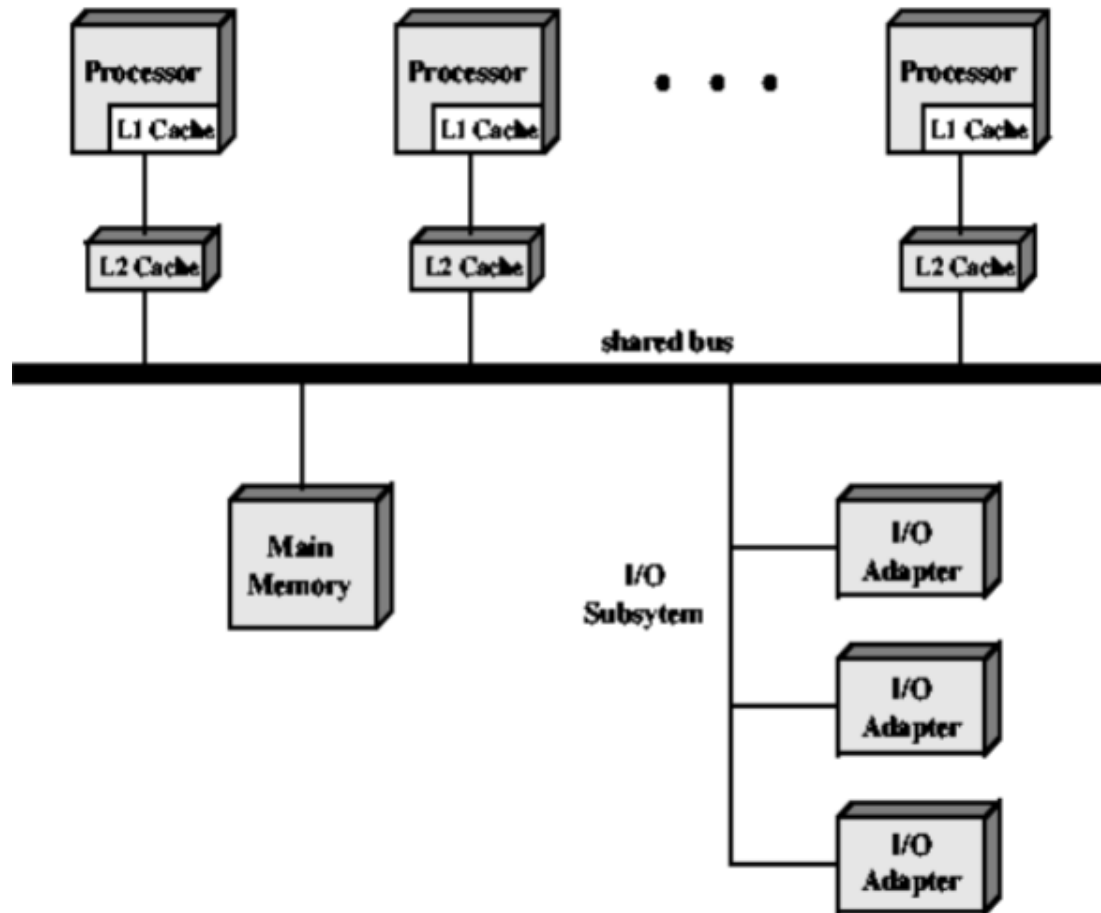 Processor
L1 Cache
Processor
L1 Cache
Processor
L1 Cache
L2 Cache
L2 Cache
L2 Cache
shared bus
Main
Memory
I/O
Subsytem
I/O
Adapter
I/O
Adapter
I/O
Adapter